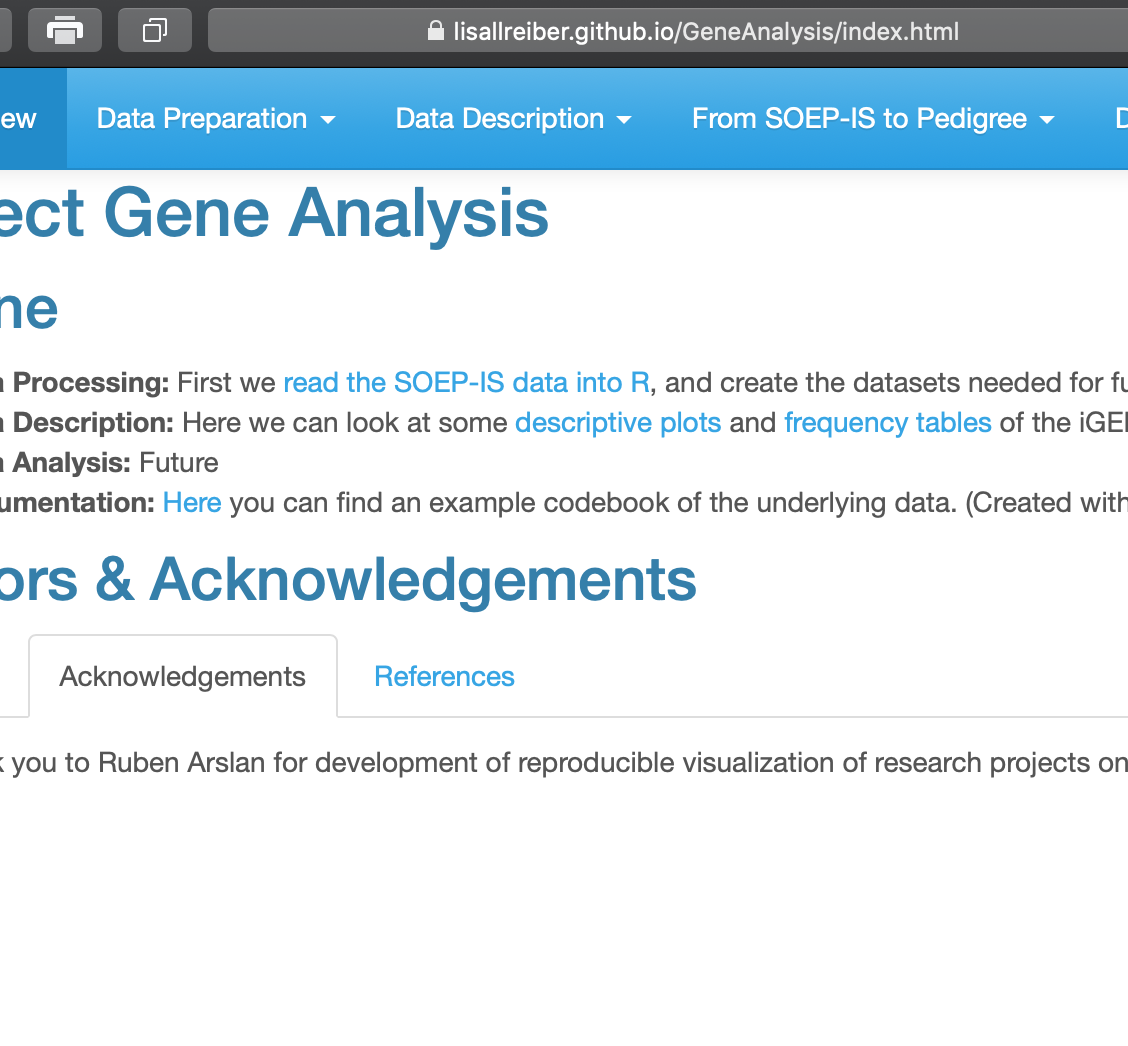 lisallreiber.github.io/GeneAnalysis/index.html
ew Data Preparation Data Description From SOEP-IS to Pedigree D
ect Gene Analysis
ne
a Processing: First we read the SOEP-IS data into R, and create the datasets needed for fu
a Description: Here we can look at some descriptive plots and frequency tables of the iGE
a Analysis: Future
umentation: Here you can find an example codebook of the underlying data. (Created with
ors & Acknowledgements
Acknowledgements References
k you to Ruben Arslan for development of reproducible visualization of research projects on